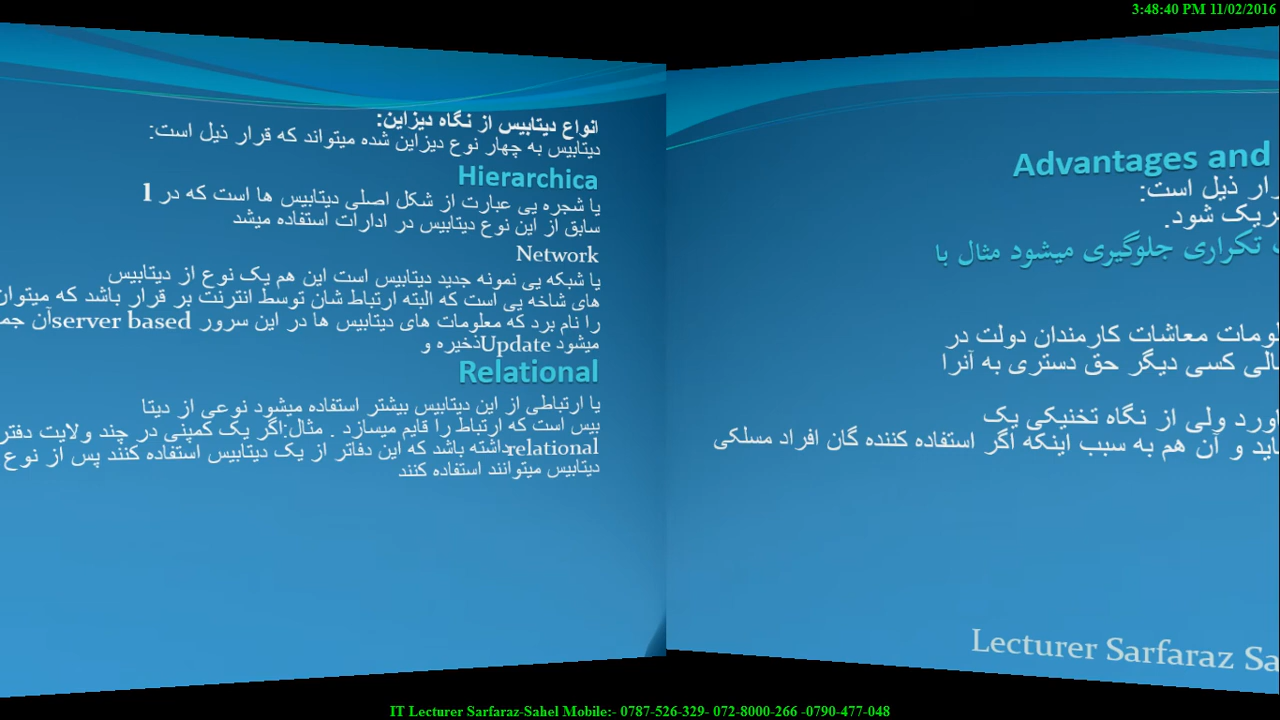 3:48:40 PM 11/02/2016
انواع دیتابیس از نگاه دیزاین:
دیتابیس به چهار نوع دیزاین شده میتواند که قرار ذیل است:
Hierarchica
یا شجره یی عبارت از شکل اصلی دیتابیس ها است که در l
سابق از این نوع دیتابیس در ادارات استفاده میشد
Network
یا شبکه یی نمونه جدید دیتابیس است این هم یک نوع از دیتابیس
های شاخه یی است که البته ارتباط شان توسط انترنت بر قرار باشد که میتوان
را نام برد که معلومات های دیتابیس ها در این سرور server based آن
میشود Update ذخیره و
Relational
یا ارتباطی از این دیتابیس بیشتر استفاده میشود نوعی از دیتا
بیس است که ارتباط را قایم میسازد . مثال:اگر یک کمپنی در چند ولایت دفتر
relational داشته باشد که این دفاتر از یک دیتابیس استفاده کنند پس از نوع
دیتابیس میتوانند استفاده کنند
Advantages and
ذیل است:
شود.
تکراری جلوگیری میشود مثال با
معاشات کارمندان دولت در
کسی دیگر حق دستری به آنرا
ولی از نگاه تخنیکی یک
و آن هم به سبب اینکه اگر استفاده کننده گان افراد مسلکی
Lecturer Sarfaraz
IT Lecturer Sarfaraz-Sahel Mobile:- 0787-526-329- 072-8000-266 -0790-477-048